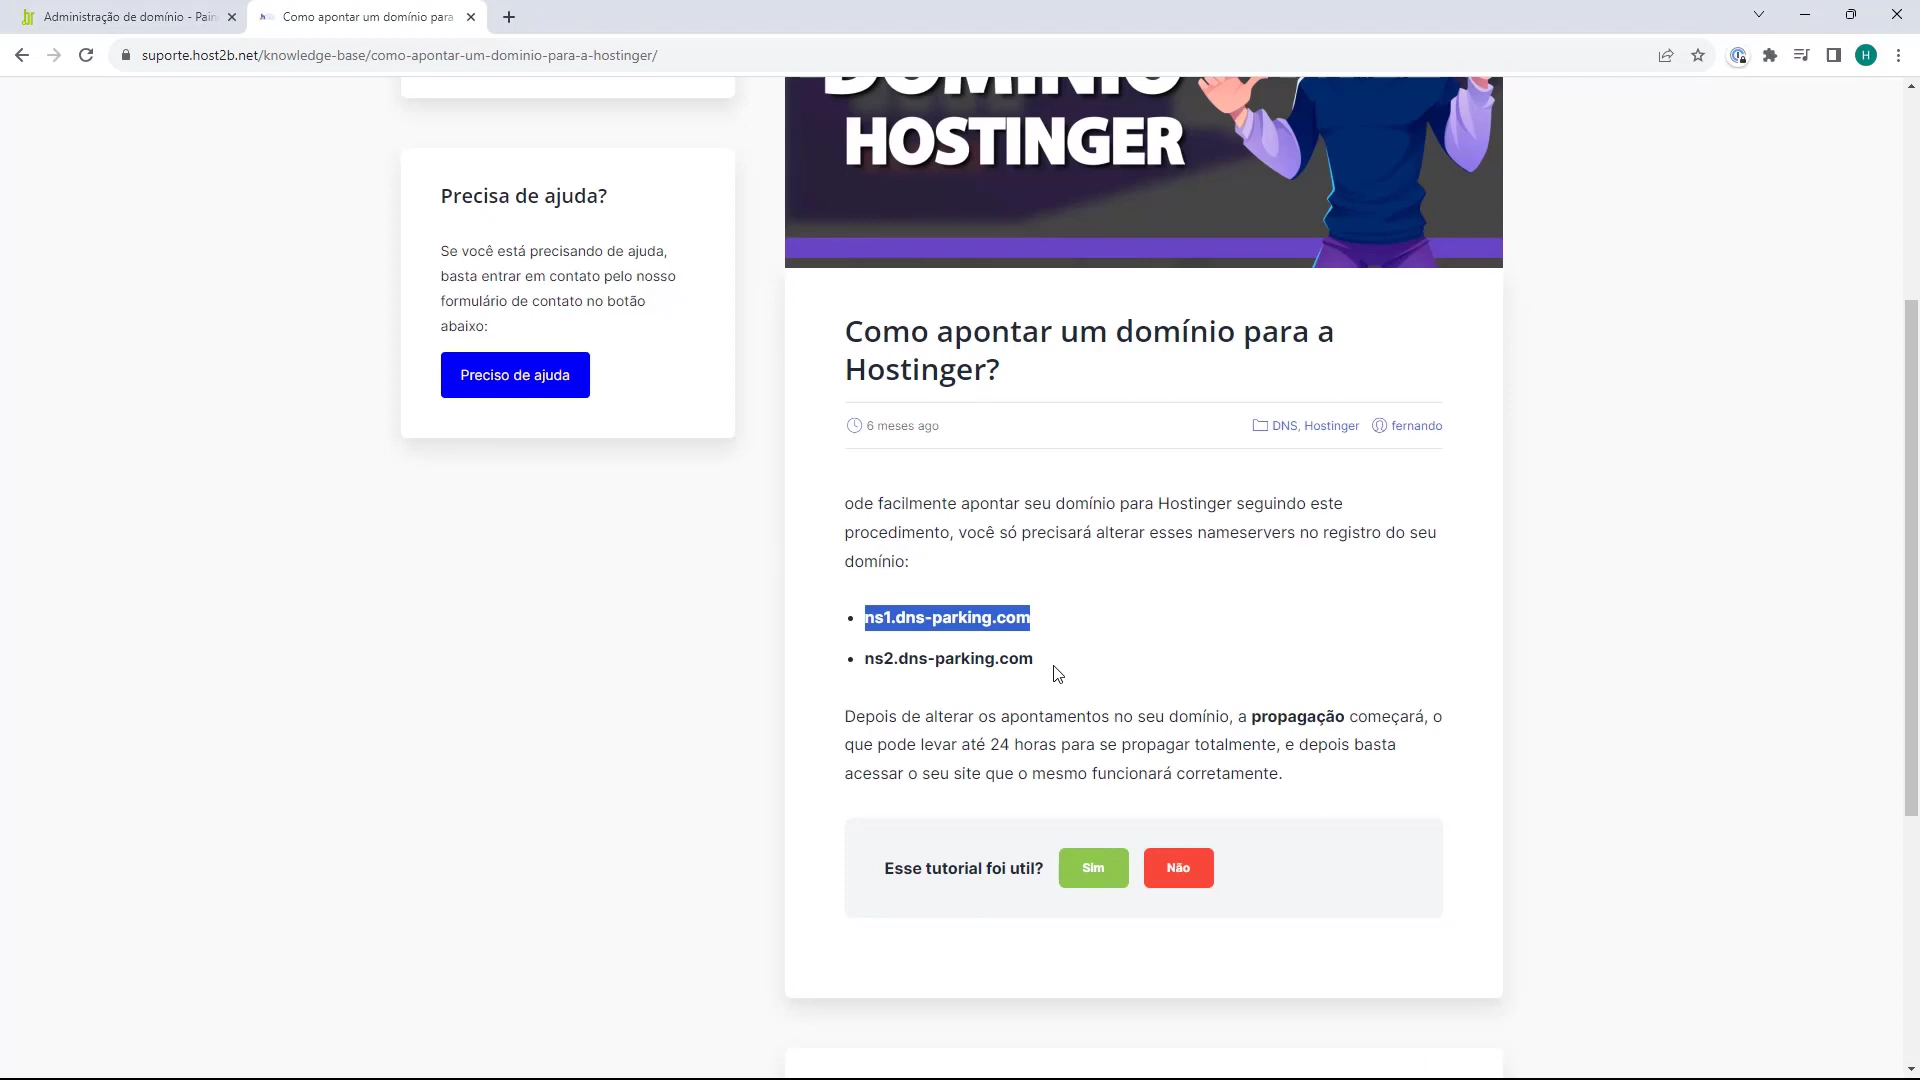 Administração de domínio - Pain
Como apontar um domínio para
suporte.host2b.net/knowledge-base/como-apontar-um-dominio-para-a-hostinger/
H
DOMÍNIO
HOSTINGER
Precisa de ajuda?
Se você está precisando de ajuda,
basta entrar em contato pelo nosso
formulário de contato no botão
abaixo:
Preciso de ajuda
Como apontar um domínio para a
Hostinger?
6 meses ago
DNS, Hostinger
fernando
ode facilmente apontar seu domínio para Hostinger seguindo este
procedimento, você só precisará alterar esses nameservers no registro do seu
domínio:
ns1.dns-parking.com
ns2.dns-parking.com
Depois de alterar os apontamentos no seu domínio, a propagação começará, o
que pode levar até 24 horas para se propagar totalmente, e depois basta
acessar o seu site que o mesmo funcionará corretamente.
Esse tutorial foi util?
Sim
Não